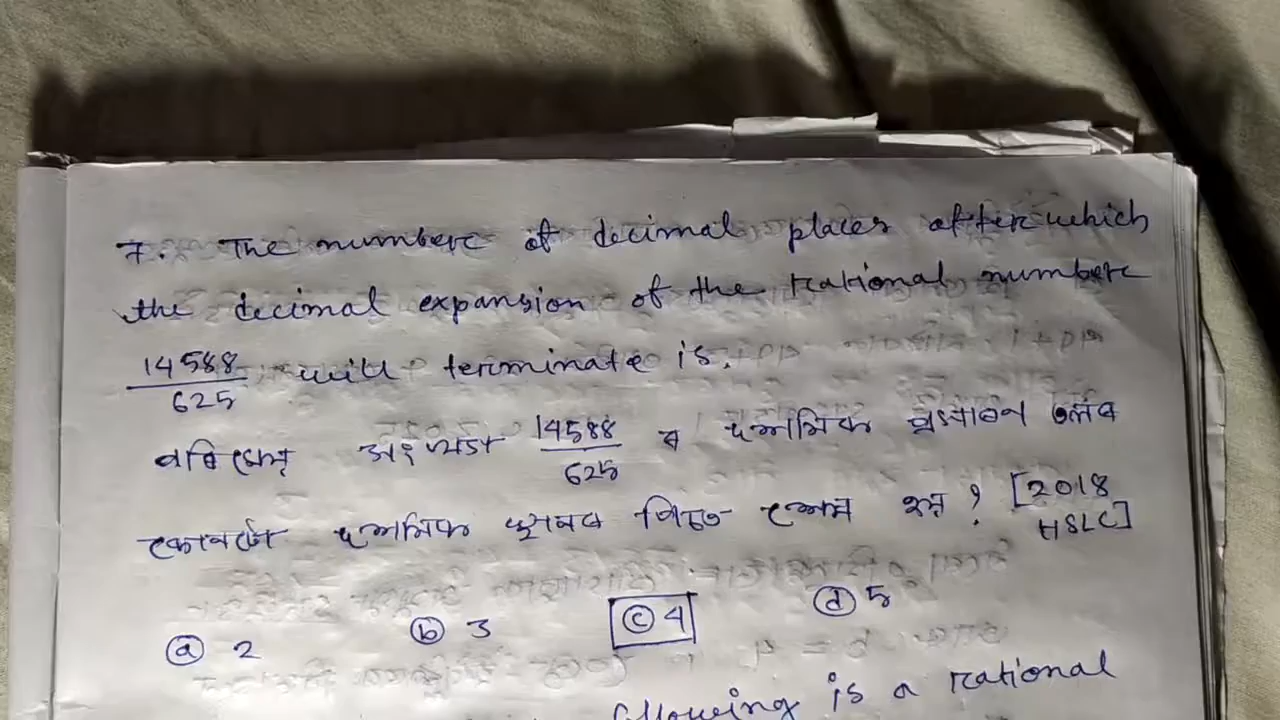 7. The number of decimal places after which
the decimal expansion of the rational number
14588/625 will terminate is.
পৰিমেয় সংখ্যা 14588/625 ৰ দশমিক প্ৰসাৰণ
কেইটা দশমিক স্থানৰ পিছত শেষ হয়? [2018
HSLC]
ⓐ 2 ⓑ 3 ⓒ 4 ⓓ 5
following is a rational